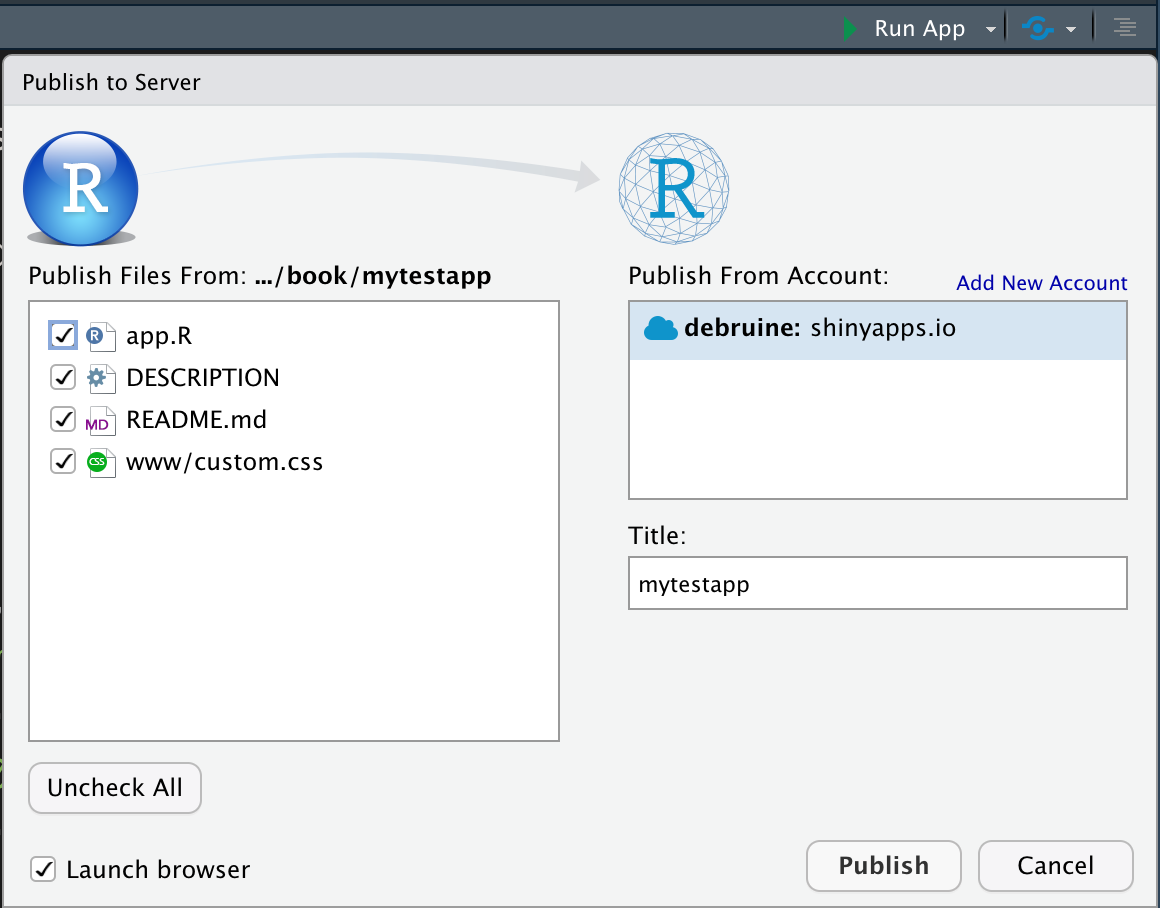 Run App
Publish to Server
R
R
Publish Files From: .../book/mytestapp
Publish From Account:
Add New Account
R app.R
DESCRIPTION
MD README.md
CSS www/custom.css
debruine: shinyapps.io
Title:
mytestapp
Uncheck All
Launch browser
Publish
Cancel